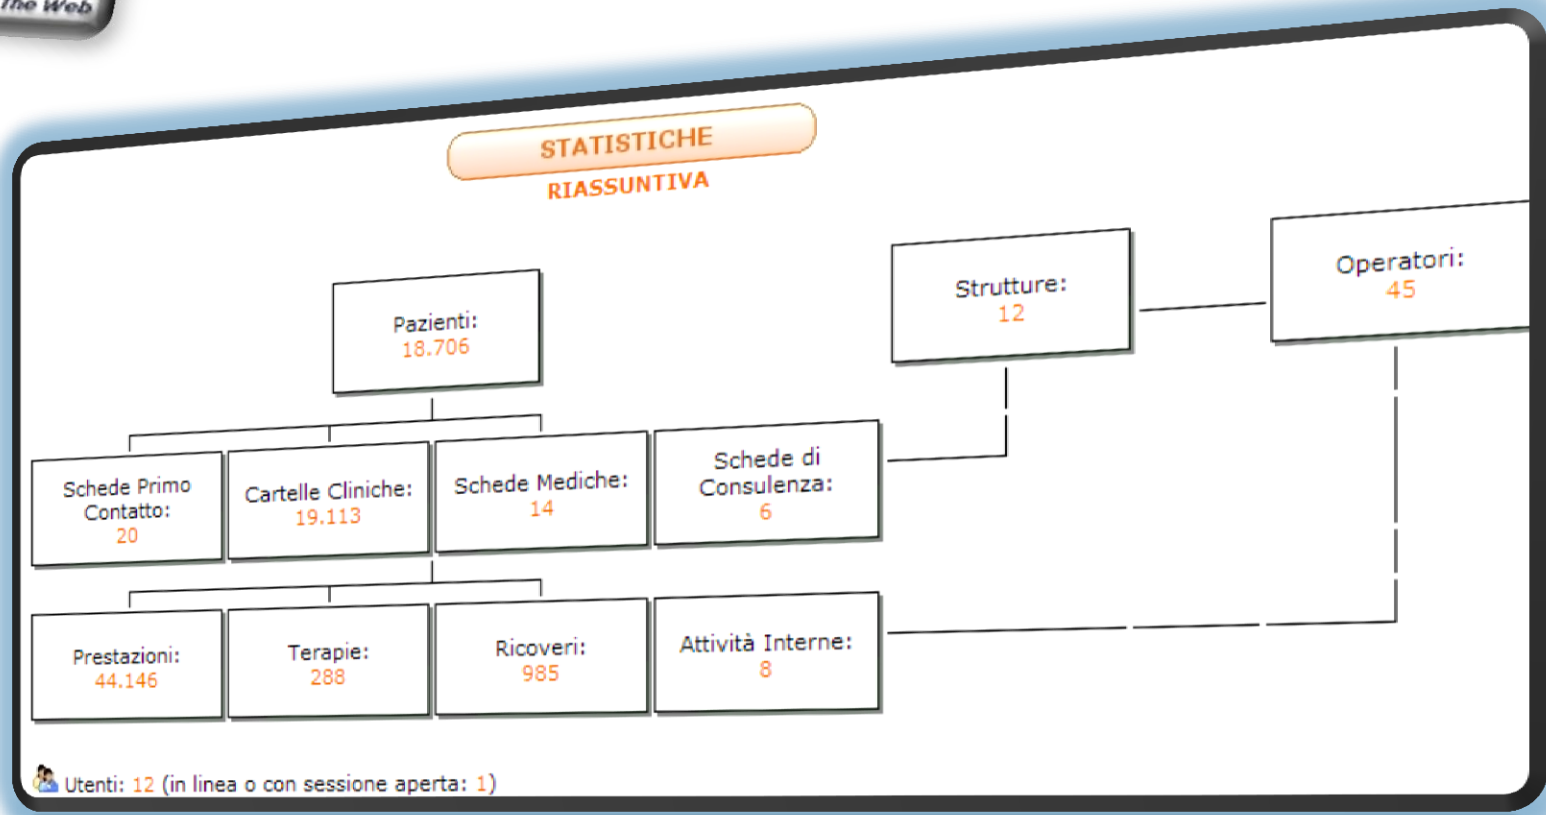 The Web
STATISTICHE
RIASSUNTIVA
Pazienti:
18.706
Strutture:
12
Operatori:
45
Schede Primo
Contatto:
20
Cartelle Cliniche:
19.113
Schede Mediche:
14
Schede di
Consulenza:
6
Prestazioni:
44.146
Terapie:
288
Ricoveri:
985
Attività Interne:
8
Utenti: 12 (in linea o con sessione aperta: 1)